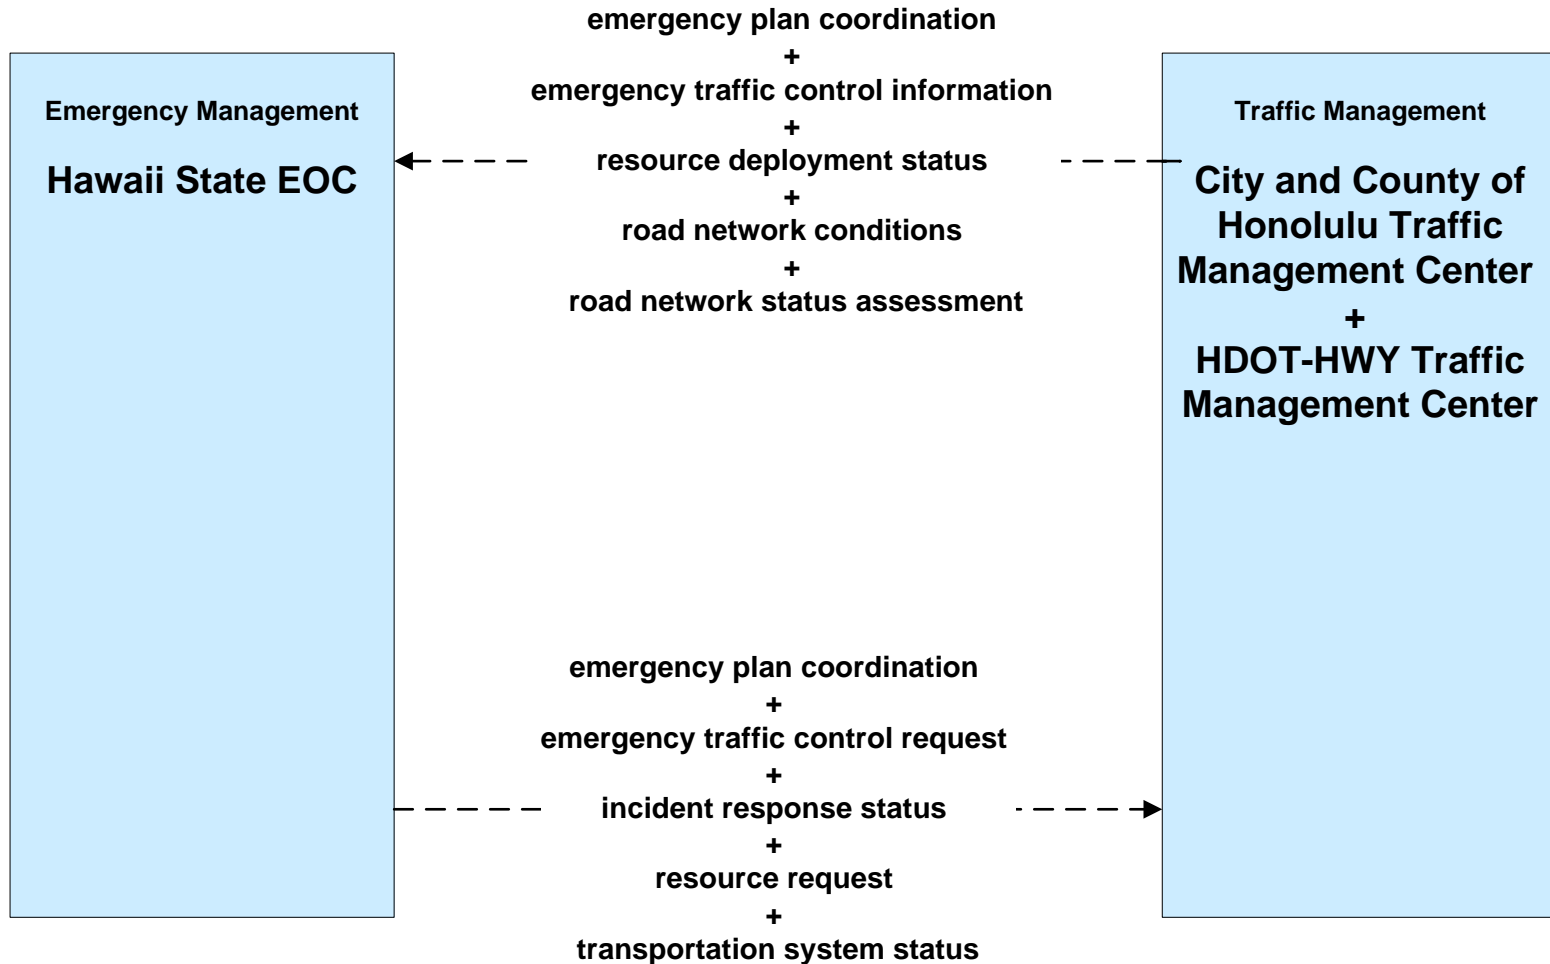 Emergency Management
Hawaii State EOC
emergency plan coordination
+
emergency traffic control information
+
resource deployment status
+
road network conditions
+
road network status assessment
Traffic Management
City and County of
Honolulu Traffic
Management Center
+
HDOT-HWY Traffic
Management Center
emergency plan coordination
+
emergency traffic control request
+
incident response status
+
resource request
+
transportation system status